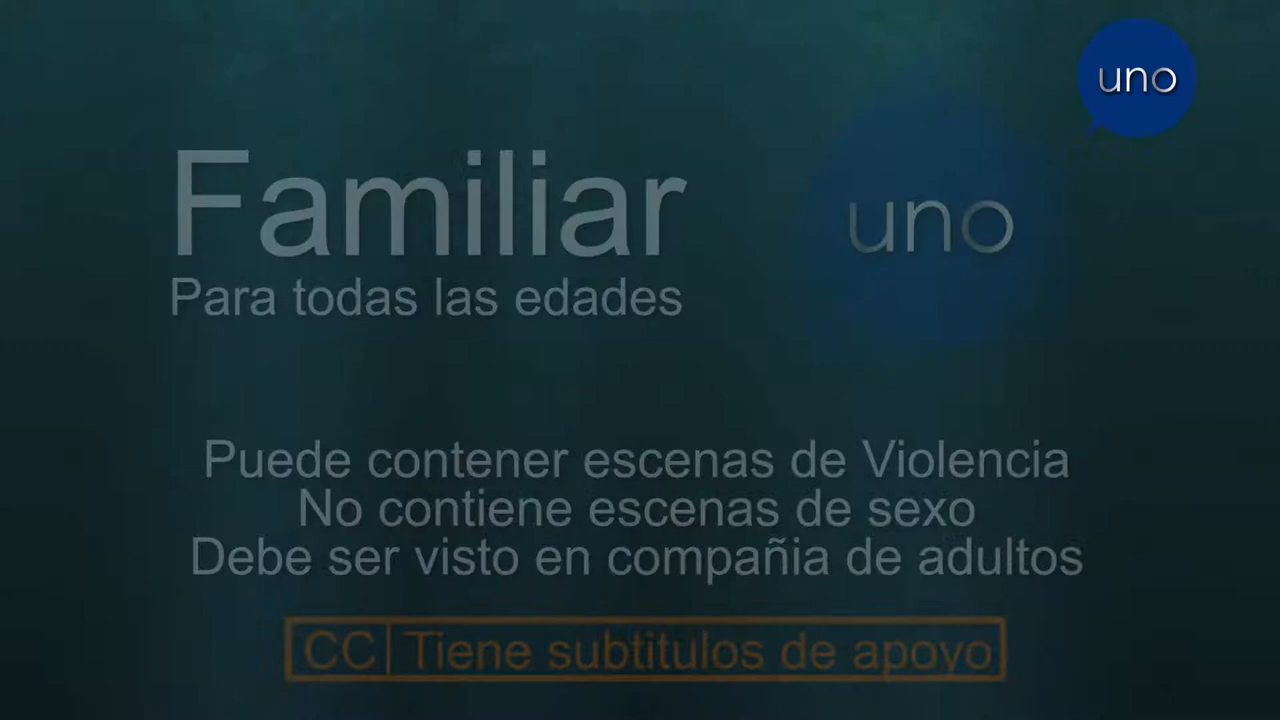 uno
Familiar
uno
Para todas las edades
Puede contener escenas de Violencia
No contiene escenas de sexo
Debe ser visto en compañia de adultos
CC Tiene subtitulos de apoyo